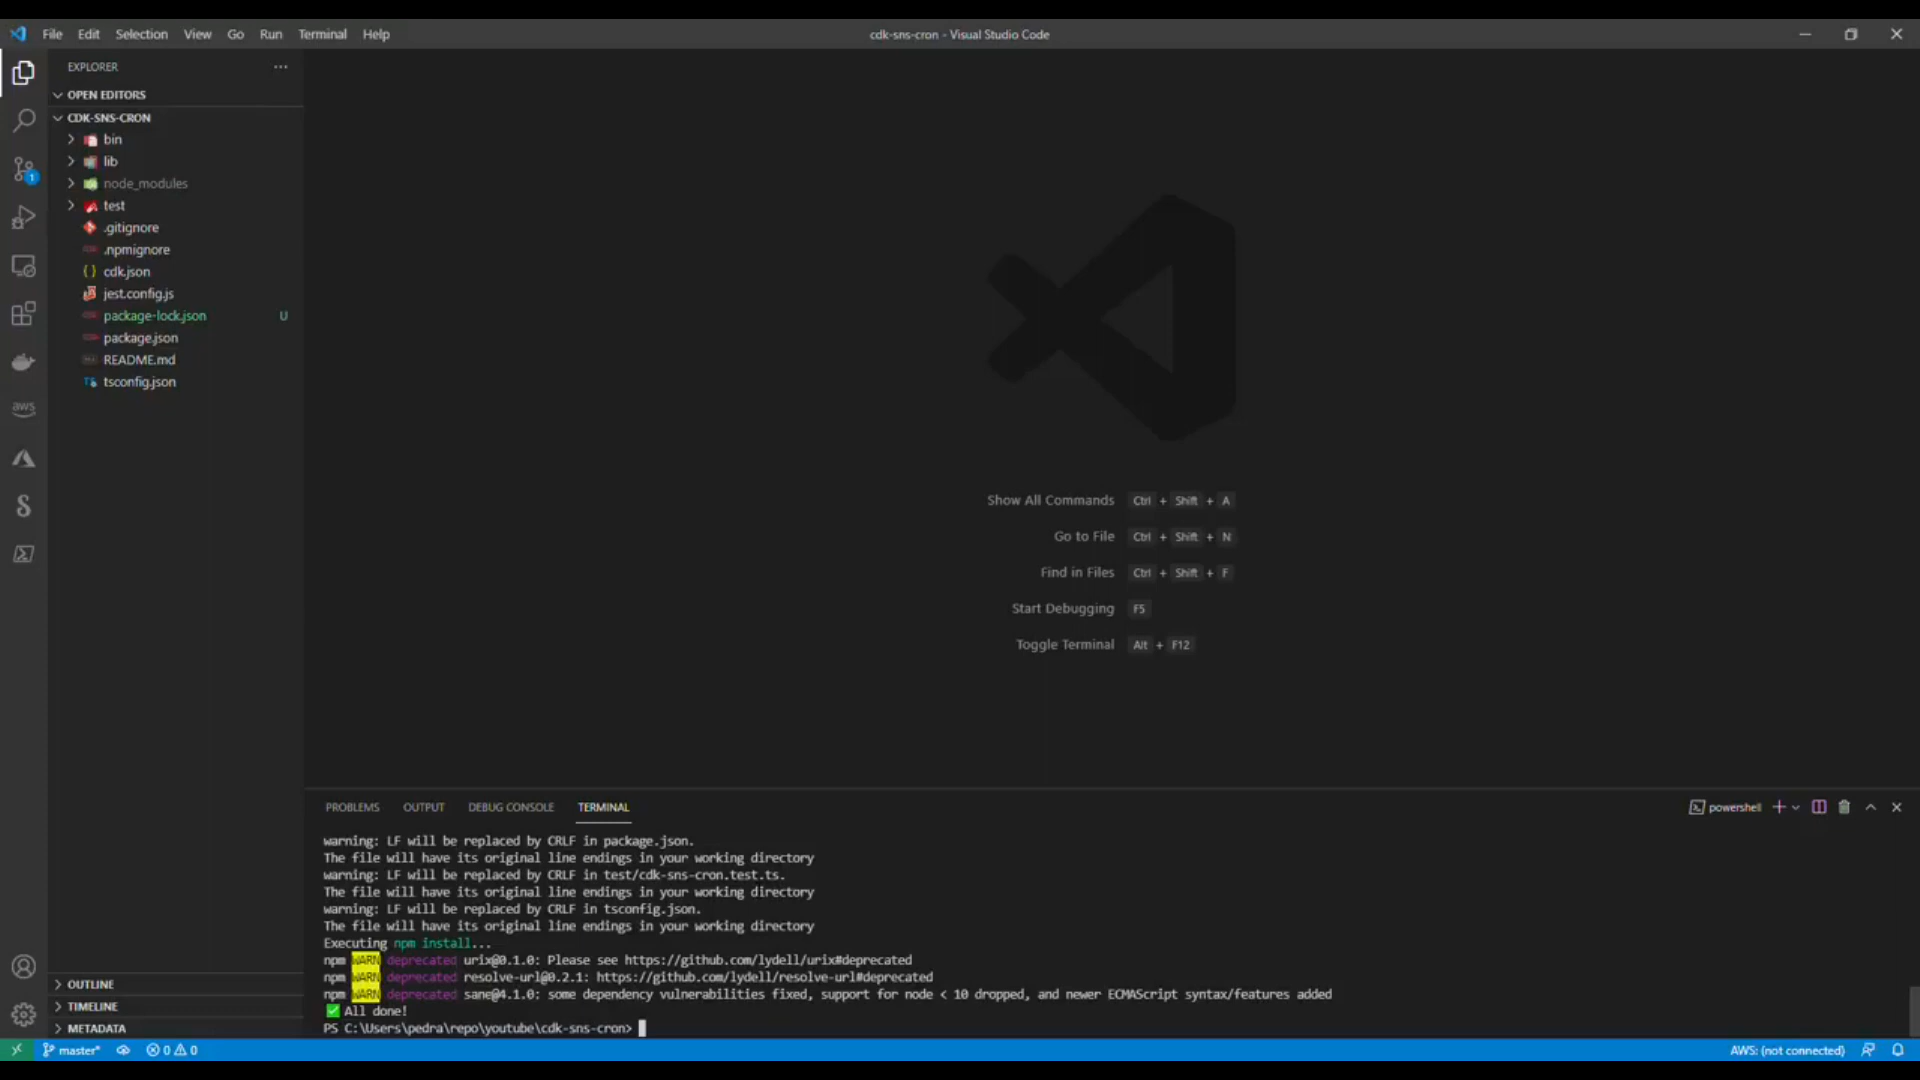 File Edit Selection View Go Run Terminal Help
cdk-sns-cron - Visual Studio Code
EXPLORER
OPEN EDITORS
CDK-SNS-CRON
bin
lib
node_modules
test
.gitignore
.npmignore
cdk.json
jest.config.js
package-lock.json U
package.json
README.md
tsconfig.json
OUTLINE
TIMELINE
METADATA
1
aws
Show All Commands Ctrl + Shift + A
Go to File Ctrl + Shift + N
Find in Files Ctrl + Shift + F
Start Debugging F5
Toggle Terminal Alt + F12
PROBLEMS OUTPUT DEBUG CONSOLE TERMINAL
powershell
warning: LF will be replaced by CRLF in package.json.
The file will have its original line endings in your working directory
warning: LF will be replaced by CRLF in test/cdk-sns-cron.test.ts.
The file will have its original line endings in your working directory
warning: LF will be replaced by CRLF in tsconfig.json.
The file will have its original line endings in your working directory
Executing npm install...
npm WARN deprecated urix@0.1.0: Please see https://github.com/lydell/urix#deprecated
npm WARN deprecated resolve-url@0.2.1: https://github.com/lydell/resolve-url#deprecated
npm WARN deprecated sane@4.1.0: some dependency vulnerabilities fixed, support for node < 10 dropped, and newer ECMAScript syntax/features added
✅ All done!
PS C:\Users\pedra\repo\youtube\cdk-sns-cron>
master* 0 0
AWS: (not connected)